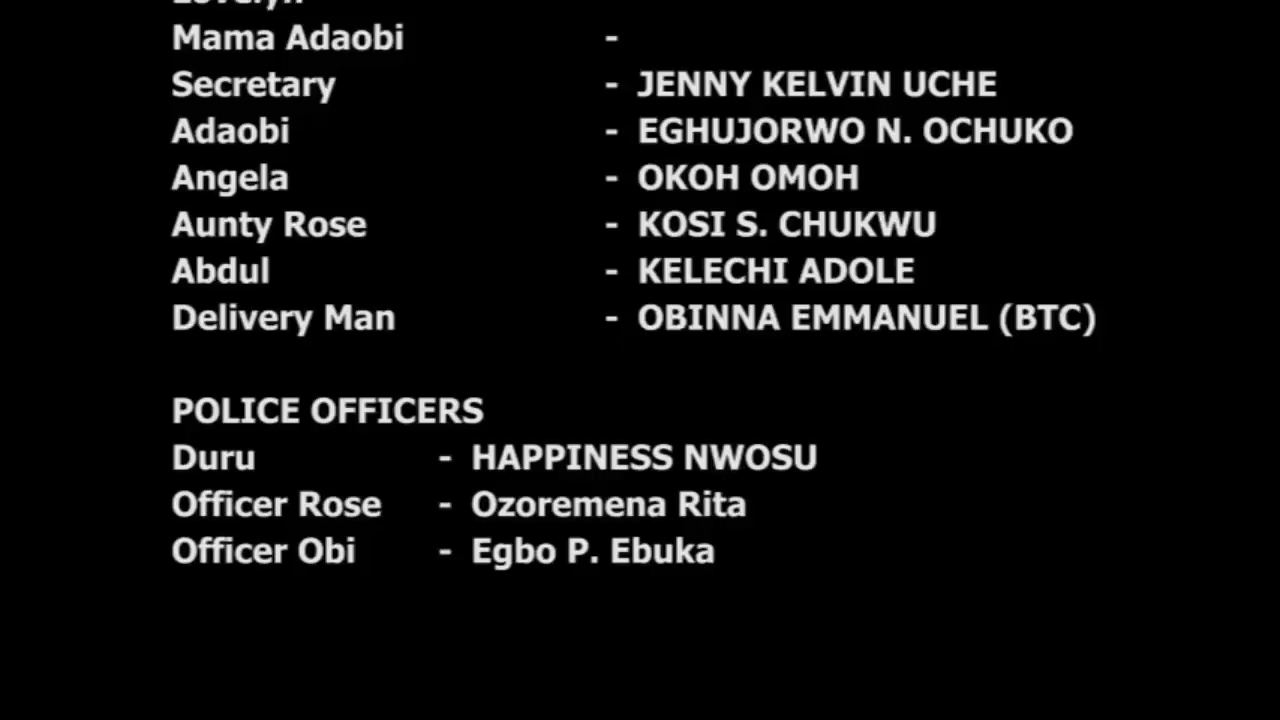 Mama Adaobi -
Secretary - JENNY KELVIN UCHE
Adaobi - EGHUJORWO N. OCHUKO
Angela - OKOH OMOH
Aunty Rose - KOSI S. CHUKWU
Abdul - KELECHI ADOLE
Delivery Man - OBINNA EMMANUEL (BTC)
POLICE OFFICERS
Duru - HAPPINESS NWOSU
Officer Rose - Ozoremena Rita
Officer Obi - Egbo P. Ebuka